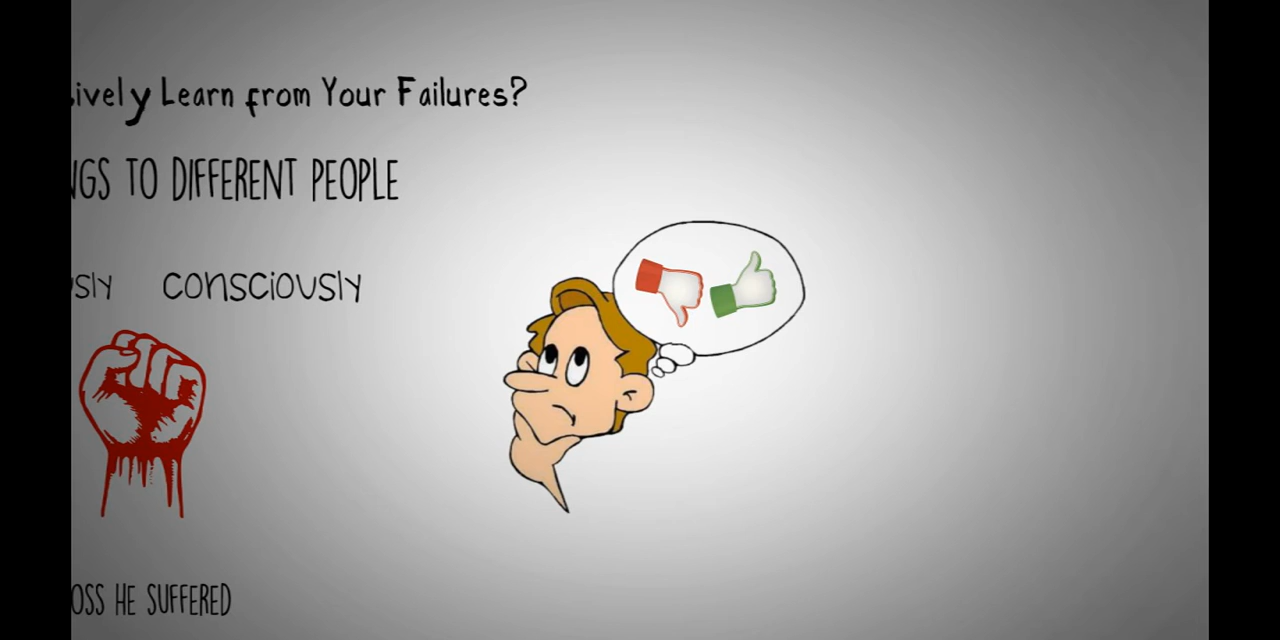 Learn from Your Failures?
TO DIFFERENT PEOPLE
consciously
HE SUFFERED